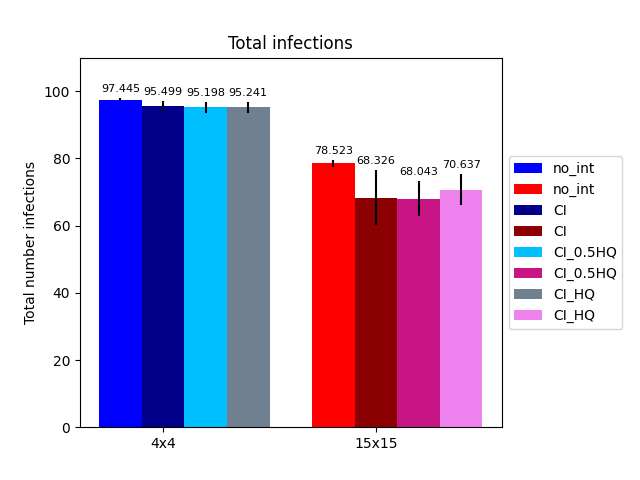 Total infections
Total number infections
100
80
60
40
20
0
97.445 95.499 95.198 95.241
78.523 68.326 68.043 70.637
4x4 15x15
no_int
no_int
CI
CI
CI_0.5HQ
CI_0.5HQ
CI_HQ
CI_HQ